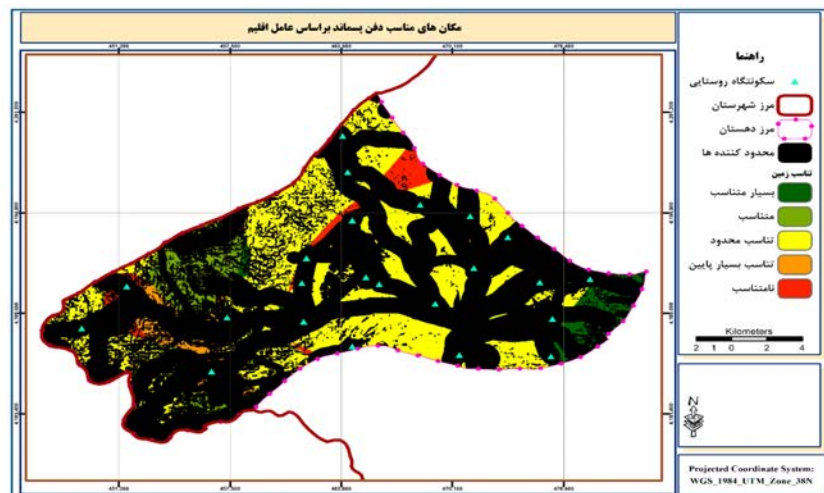 مکان های مناسب دفن پسماند براساس عامل اقلیم
راهنما
سکونتگاه روستایی
مرز شهرستان
مرز دهستان
محدود کننده ها
تناسب زمین
بسیار متناسب
متناسب
تناسب محدود
تناسب بسیار پایین
نامتناسب
Kilometers
2 1 0 2 4
N
Projected Coordinate System:
WGS_1984_UTM_Zone_38N